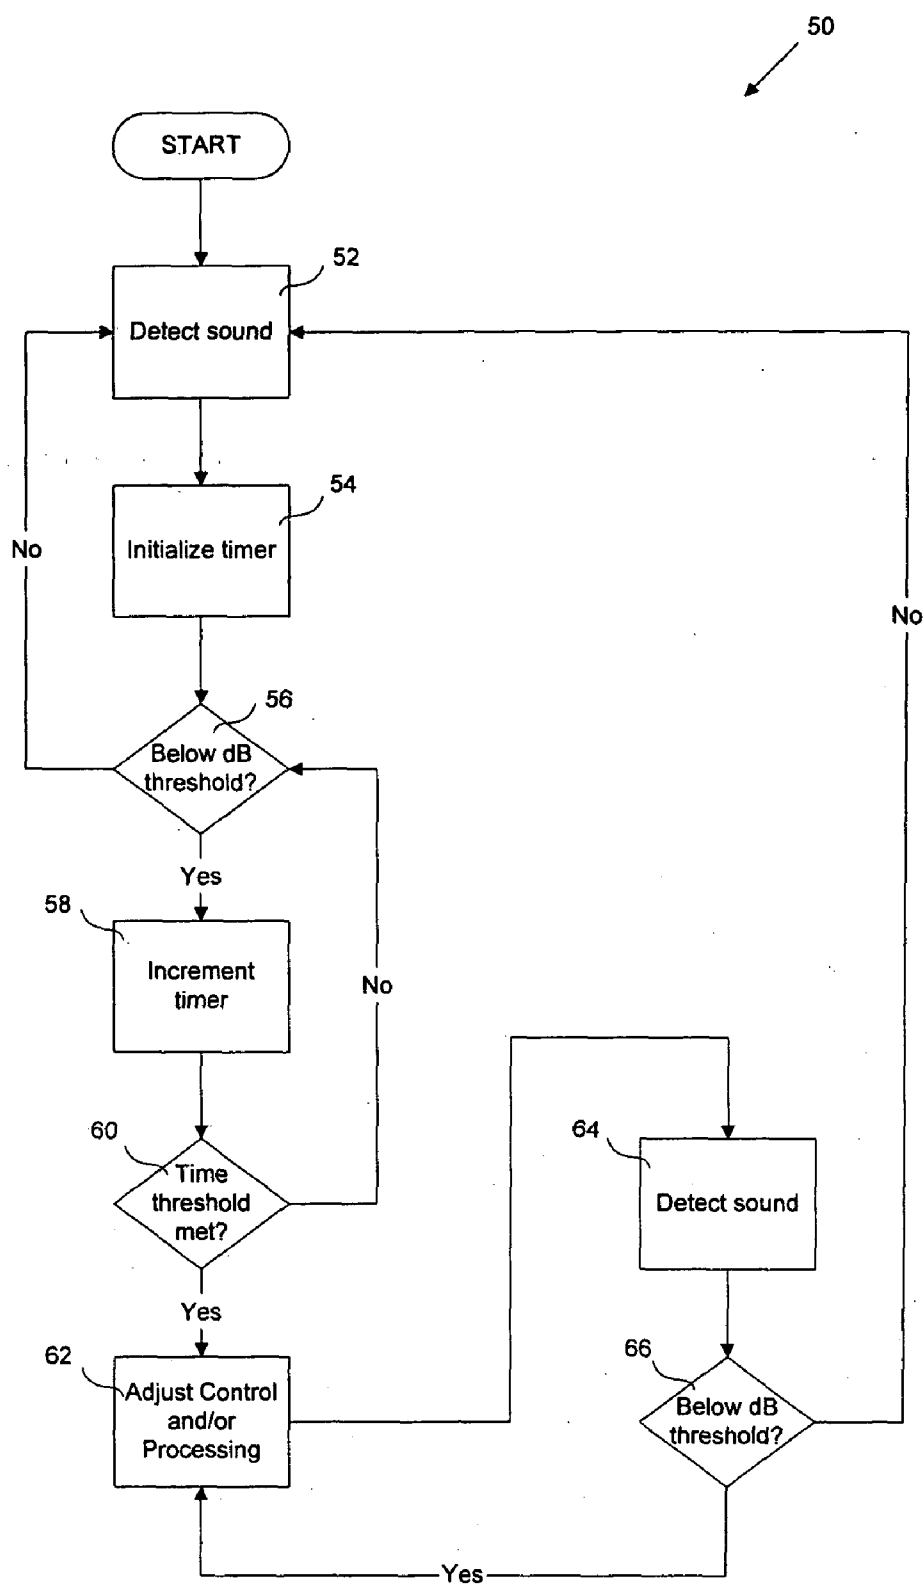 50
START
52
Detect sound
54
Initialize timer
No
No
56
Below dB
threshold?
Yes
58
Increment
timer
No
60
Time
threshold
met?
64
Detect sound
Yes
62
Adjust Control
and/or
Processing
66
Below dB
threshold?
Yes